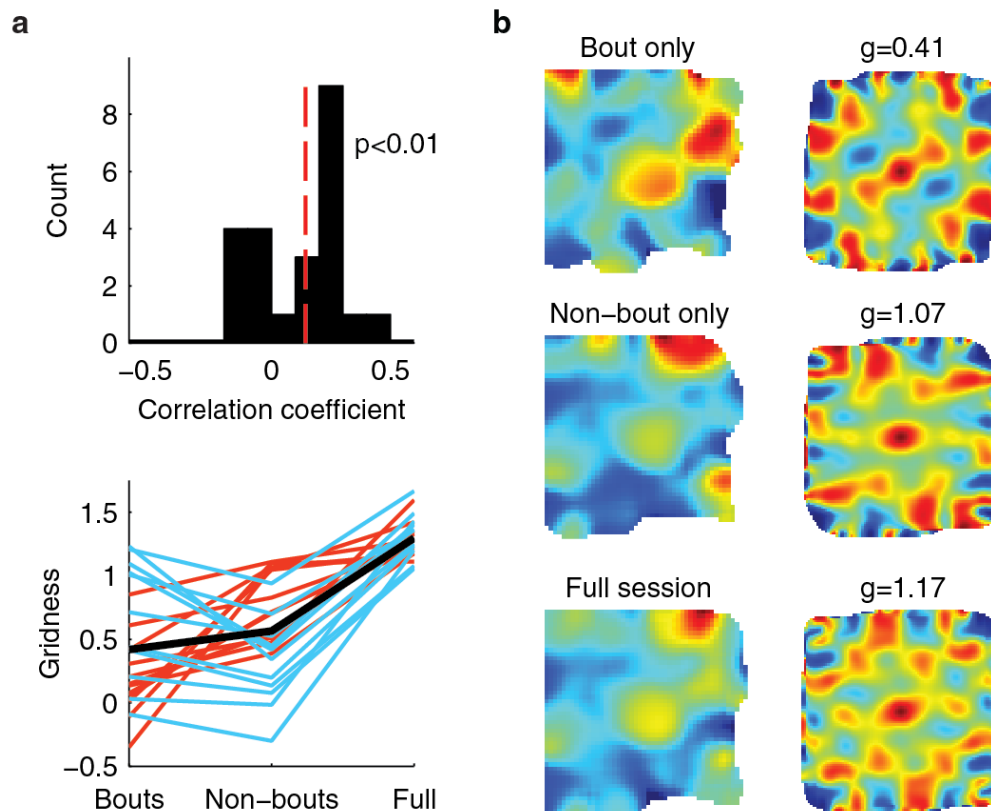 a
8
6
4
2
0
Count
p<0.01
−0.5 0 0.5
Correlation coefficient
1.5
1
0.5
0
−0.5
Gridness
Bouts Non−bouts Full
b
Bout only g=0.41
Non−bout only g=1.07
Full session g=1.17